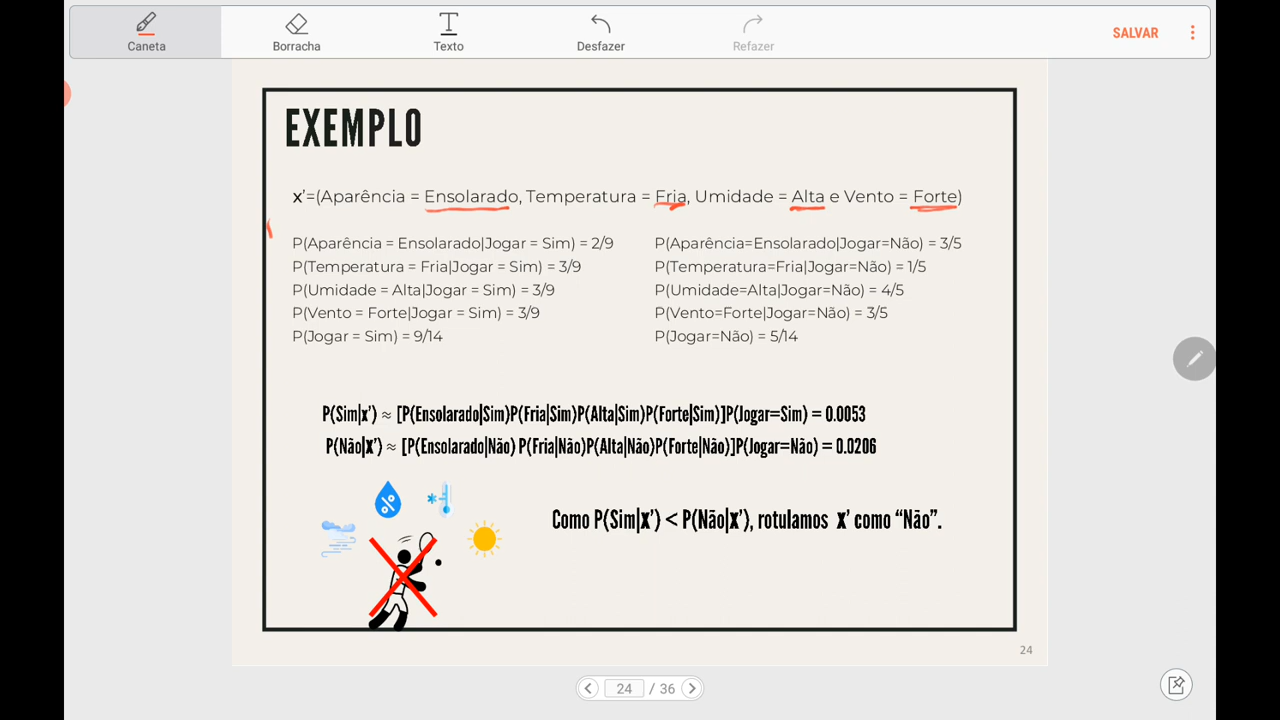 Caneta
Borracha
Texto
Desfazer
Refazer
SALVAR
EXEMPLO
x'=(Aparência = Ensolarado, Temperatura = Fria, Umidade = Alta e Vento = Forte)
P(Aparência = Ensolarado|Jogar = Sim) = 2/9
P(Temperatura = Fria|Jogar = Sim) = 3/9
P(Umidade = Alta|Jogar = Sim) = 3/9
P(Vento = Forte|Jogar = Sim) = 3/9
P(Jogar = Sim) = 9/14
P(Aparência=Ensolarado|Jogar=Não) = 3/5
P(Temperatura=Fria|Jogar=Não) = 1/5
P(Umidade=Alta|Jogar=Não) = 4/5
P(Vento=Forte|Jogar=Não) = 3/5
P(Jogar=Não) = 5/14
P(Sim|x') ≈ [P(Ensolarado|Sim)P(Fria|Sim)P(Alta|Sim)P(Forte|Sim)]P(Jogar=Sim) = 0.0053
P(Não|X') ≈ [P(Ensolarado|Não) P(Fria|Não)P(Alta|Não)P(Forte|Não)]P(Jogar=Não) = 0.0206
%
Como P(Sim|x') < P(Não|x'), rotulamos x' como “Não”.
24
24 / 36